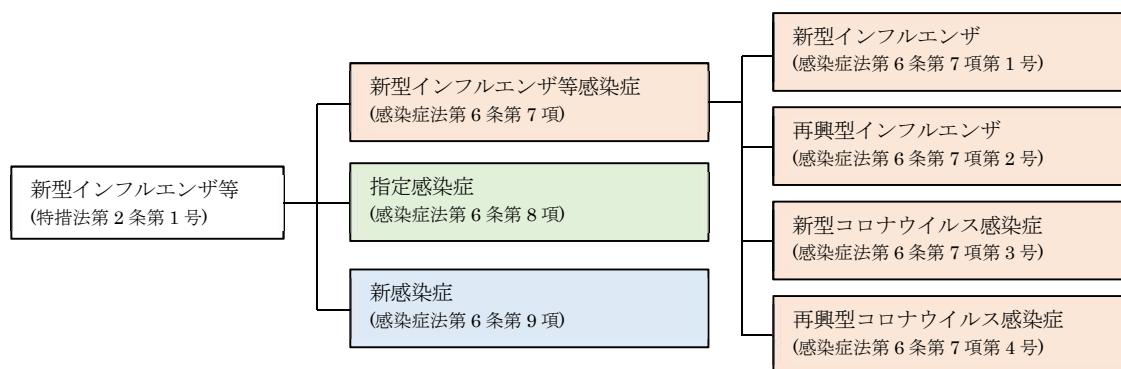 新型インフルエンザ等
(特措法第 2 条第 1 号)
新型インフルエンザ等感染症
(感染症法第 6 条第 7 項)
指定感染症
(感染症法第 6 条第 8 項)
新感染症
(感染症法第 6 条第 9 項)
新型インフルエンザ
(感染症法第 6 条第 7 項第 1 号)
再興型インフルエンザ
(感染症法第 6 条第 7 項第 2 号)
新型コロナウイルス感染症
(感染症法第 6 条第 7 項第 3 号)
再興型コロナウイルス感染症
(感染症法第 6 条第 7 項第 4 号)